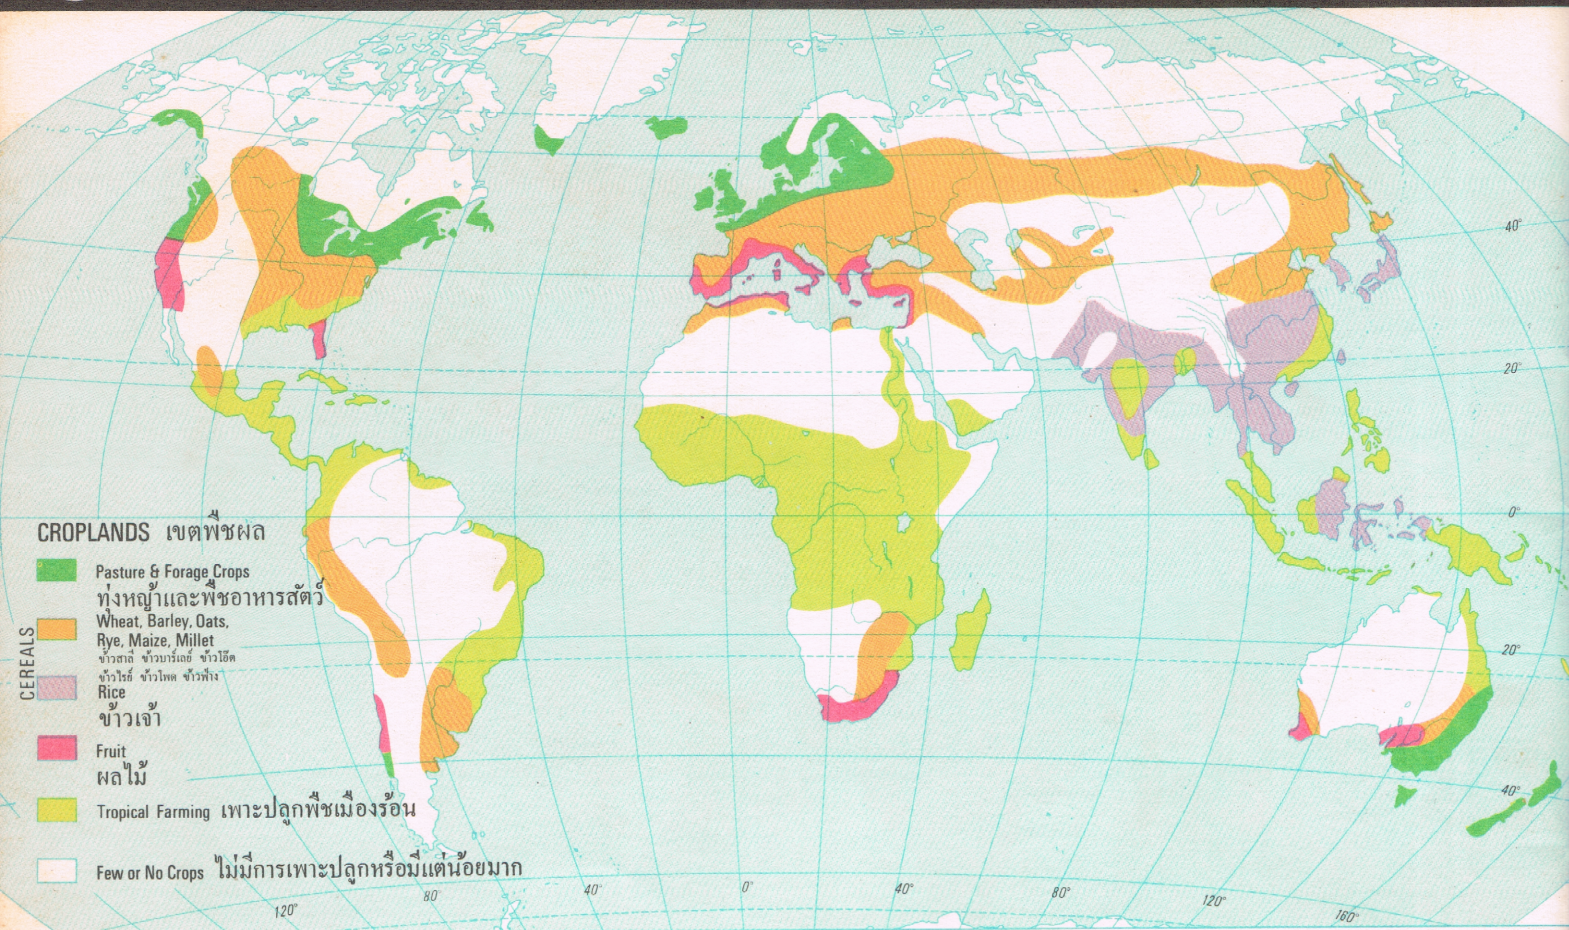 CROPLANDS เขตพืชผล
Pasture & Forage Crops
ทุ่งหญ้าและพืชอาหารสัตว์
CEREALS
Wheat, Barley, Oats,
Rye, Maize, Millet
ข้าวสาลี ข้าวบาร์เลย์ ข้าวโอ๊ต
ข้าวไรย์ ข้าวโพด ข้าวฟ่าง
Rice
ข้าวเจ้า
Fruit
ผลไม้
Tropical Farming เพาะปลูกพืชเมืองร้อน
Few or No Crops ไม่มีการเพาะปลูกหรือมีแต่น้อยมาก
40°
20°
0°
20°
40°
120°
80°
40°
0°
40°
80°
120°
160°